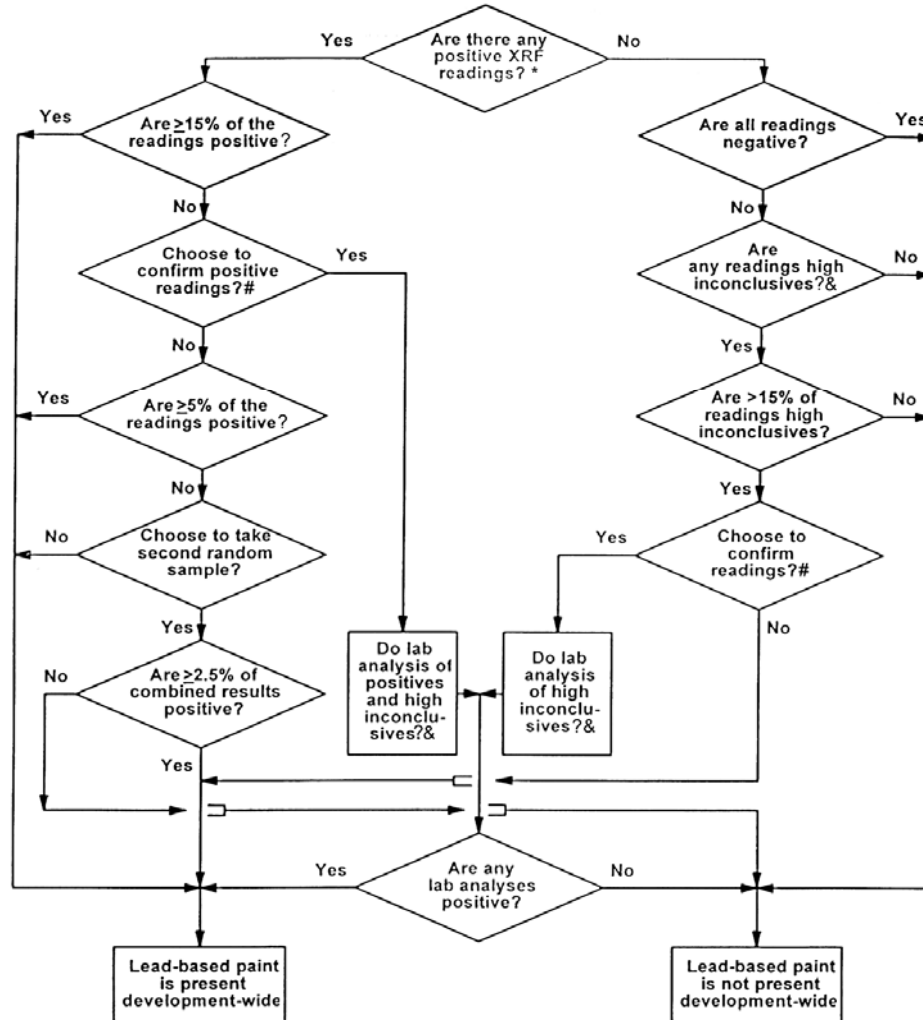 Are there any
positive XRF
readings? *
Yes
No
Are ≥15% of the
readings positive?
Yes
No
Are all readings
negative?
Yes
No
Choose to
confirm positive
readings?#
Yes
No
Are
any readings high
inconclusives?&
No
Yes
Are ≥5% of the
readings positive?
Yes
No
Are >15% of
readings high
inconclusives?
No
Yes
Choose to take
second random
sample?
No
Yes
Choose to
confirm
readings?#
Yes
No
Are ≥2.5% of
combined results
positive?
No
Yes
Do lab
analysis of
positives
and high
inconclu-
sives?&
Do lab
analysis
of high
inconclu-
sives?&
Are any
lab analyses
positive?
Yes
No
Lead-based paint
is present
development-wide
Lead-based paint
is not present
development-wide